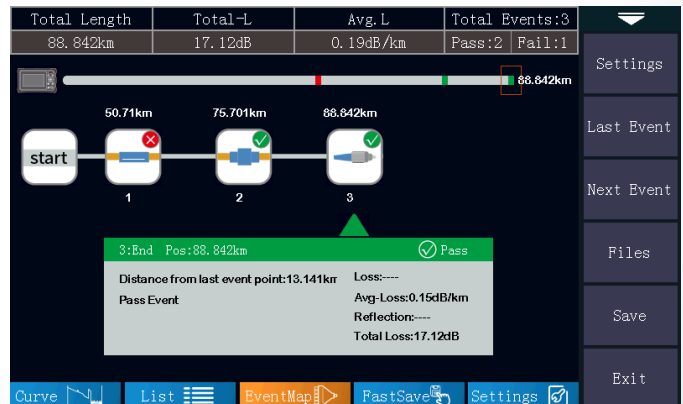 Total Length Total-L Avg.L Total Events:3
88.842km 17.12dB 0.19dB/km Pass:2 Fail:1
Settings
88.842km
50.71km 75.701km 88.842km
Last Event
start
Next Event
1 2 3
3:End Pos:88.842km Pass
Files
Distance from last event point:13.141km Loss:----
Pass Event Avg-Loss:0.15dB/km
Reflection:----
Save
Total Loss:17.12dB
Exit
Curve List EventMap FastSave Settings